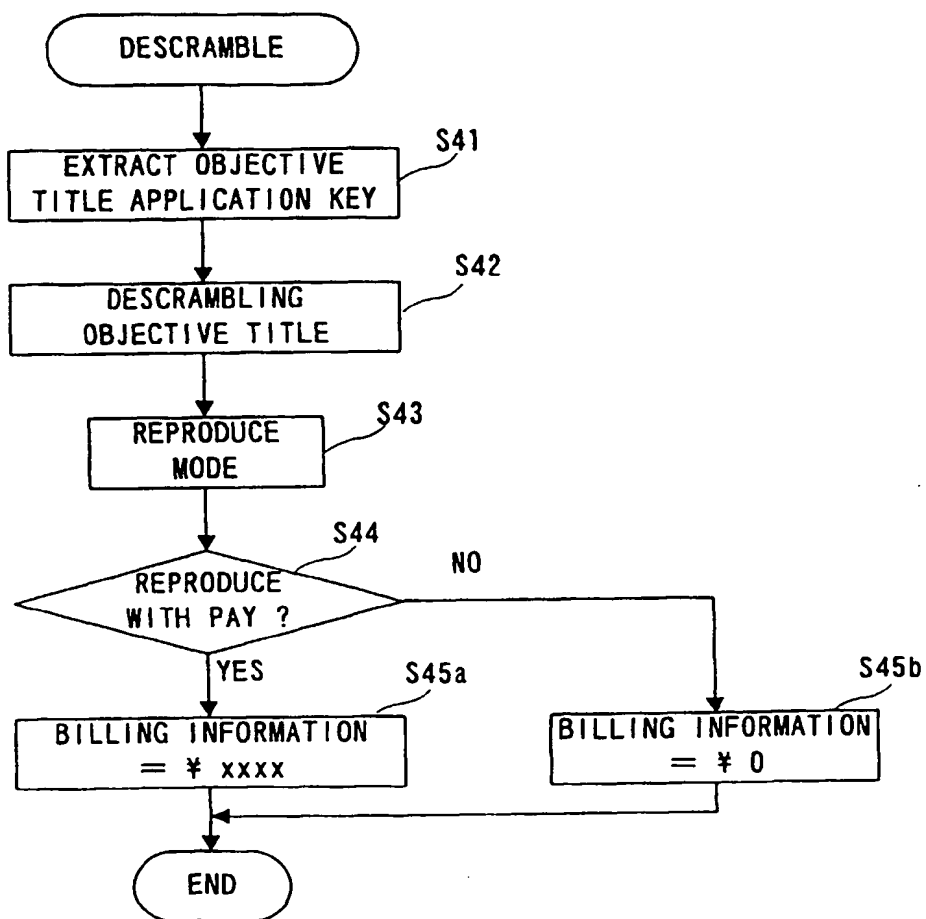 DESCRAMBLE
S41
EXTRACT OBJECTIVE
TITLE APPLICATION KEY
S42
DESCRAMBLING
OBJECTIVE TITLE
S43
REPRODUCE
MODE
S44
REPRODUCE
WITH PAY ?
NO
YES
S45a
BILLING INFORMATION
= ¥ xxxx
S45b
BILLING INFORMATION
= ¥ 0
END